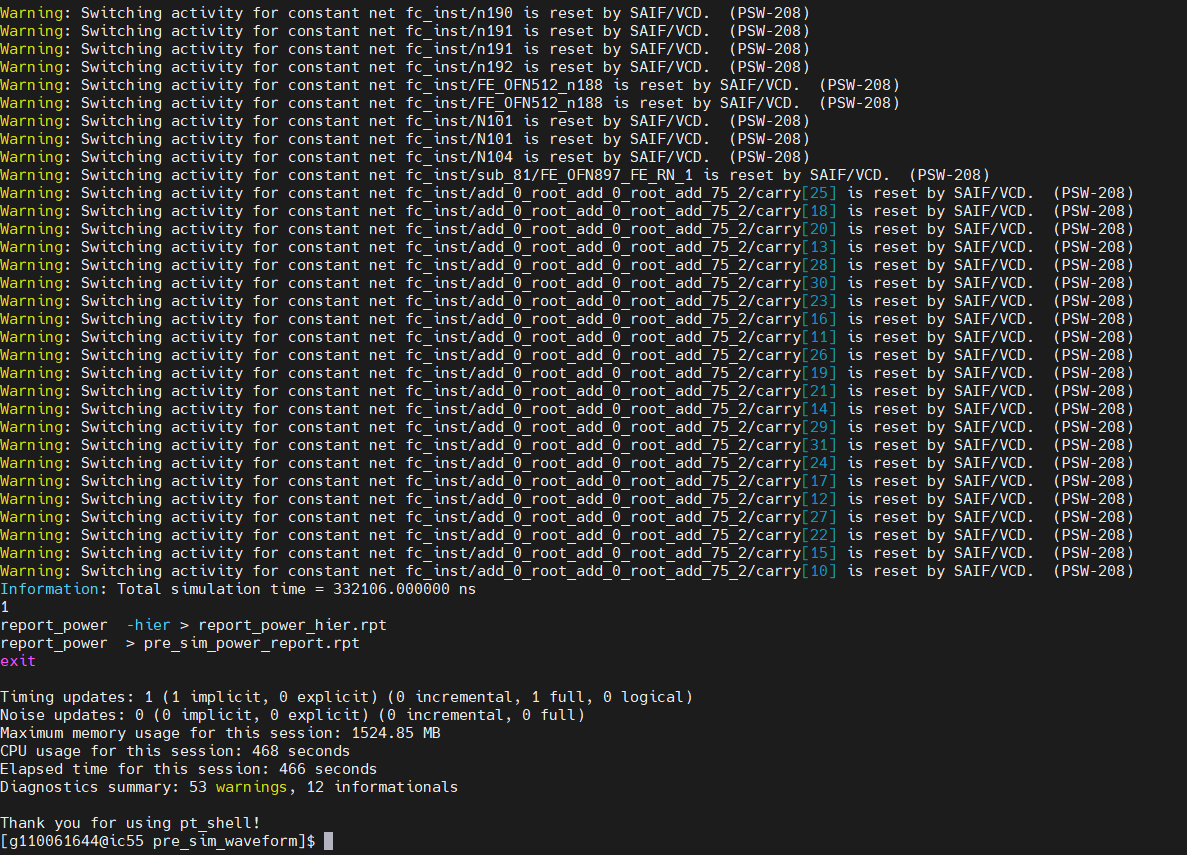 Warning: Switching activity for constant net fc_inst/n190 is reset by SAIF/VCD.  (PSW-208)
Warning: Switching activity for constant net fc_inst/n191 is reset by SAIF/VCD.  (PSW-208)
Warning: Switching activity for constant net fc_inst/n191 is reset by SAIF/VCD.  (PSW-208)
Warning: Switching activity for constant net fc_inst/n192 is reset by SAIF/VCD.  (PSW-208)
Warning: Switching activity for constant net fc_inst/FE_OFN512_n188 is reset by SAIF/VCD.  (PSW-208)
Warning: Switching activity for constant net fc_inst/FE_OFN512_n188 is reset by SAIF/VCD.  (PSW-208)
Warning: Switching activity for constant net fc_inst/N101 is reset by SAIF/VCD.  (PSW-208)
Warning: Switching activity for constant net fc_inst/N101 is reset by SAIF/VCD.  (PSW-208)
Warning: Switching activity for constant net fc_inst/N104 is reset by SAIF/VCD.  (PSW-208)
Warning: Switching activity for constant net fc_inst/sub_81/FE_OFN897_FE_RN_1 is reset by SAIF/VCD.  (PSW-208)
Warning: Switching activity for constant net fc_inst/add_0_root_add_0_root_add_75_2/carry[25] is reset by SAIF/VCD.  (PSW-208)
Warning: Switching activity for constant net fc_inst/add_0_root_add_0_root_add_75_2/carry[18] is reset by SAIF/VCD.  (PSW-208)
Warning: Switching activity for constant net fc_inst/add_0_root_add_0_root_add_75_2/carry[20] is reset by SAIF/VCD.  (PSW-208)
Warning: Switching activity for constant net fc_inst/add_0_root_add_0_root_add_75_2/carry[13] is reset by SAIF/VCD.  (PSW-208)
Warning: Switching activity for constant net fc_inst/add_0_root_add_0_root_add_75_2/carry[28] is reset by SAIF/VCD.  (PSW-208)
Warning: Switching activity for constant net fc_inst/add_0_root_add_0_root_add_75_2/carry[30] is reset by SAIF/VCD.  (PSW-208)
Warning: Switching activity for constant net fc_inst/add_0_root_add_0_root_add_75_2/carry[23] is reset by SAIF/VCD.  (PSW-208)
Warning: Switching activity for constant net fc_inst/add_0_root_add_0_root_add_75_2/carry[16] is reset by SAIF/VCD.  (PSW-208)
Warning: Switching activity for constant net fc_inst/add_0_root_add_0_root_add_75_2/carry[11] is reset by SAIF/VCD.  (PSW-208)
Warning: Switching activity for constant net fc_inst/add_0_root_add_0_root_add_75_2/carry[26] is reset by SAIF/VCD.  (PSW-208)
Warning: Switching activity for constant net fc_inst/add_0_root_add_0_root_add_75_2/carry[19] is reset by SAIF/VCD.  (PSW-208)
Warning: Switching activity for constant net fc_inst/add_0_root_add_0_root_add_75_2/carry[21] is reset by SAIF/VCD.  (PSW-208)
Warning: Switching activity for constant net fc_inst/add_0_root_add_0_root_add_75_2/carry[14] is reset by SAIF/VCD.  (PSW-208)
Warning: Switching activity for constant net fc_inst/add_0_root_add_0_root_add_75_2/carry[29] is reset by SAIF/VCD.  (PSW-208)
Warning: Switching activity for constant net fc_inst/add_0_root_add_0_root_add_75_2/carry[31] is reset by SAIF/VCD.  (PSW-208)
Warning: Switching activity for constant net fc_inst/add_0_root_add_0_root_add_75_2/carry[24] is reset by SAIF/VCD.  (PSW-208)
Warning: Switching activity for constant net fc_inst/add_0_root_add_0_root_add_75_2/carry[17] is reset by SAIF/VCD.  (PSW-208)
Warning: Switching activity for constant net fc_inst/add_0_root_add_0_root_add_75_2/carry[12] is reset by SAIF/VCD.  (PSW-208)
Warning: Switching activity for constant net fc_inst/add_0_root_add_0_root_add_75_2/carry[27] is reset by SAIF/VCD.  (PSW-208)
Warning: Switching activity for constant net fc_inst/add_0_root_add_0_root_add_75_2/carry[22] is reset by SAIF/VCD.  (PSW-208)
Warning: Switching activity for constant net fc_inst/add_0_root_add_0_root_add_75_2/carry[15] is reset by SAIF/VCD.  (PSW-208)
Warning: Switching activity for constant net fc_inst/add_0_root_add_0_root_add_75_2/carry[10] is reset by SAIF/VCD.  (PSW-208)
Information: Total simulation time = 332106.000000 ns
1
report_power  -hier > report_power_hier.rpt
report_power  > pre_sim_power_report.rpt
exit
Timing updates: 1 (1 implicit, 0 explicit) (0 incremental, 1 full, 0 logical)
Noise updates: 0 (0 implicit, 0 explicit) (0 incremental, 0 full)
Maximum memory usage for this session: 1524.85 MB
CPU usage for this session: 468 seconds
Elapsed time for this session: 466 seconds
Diagnostics summary: 53 warnings, 12 informationals
Thank you for using pt_shell!
[g110061644@ic55 pre_sim_waveform]$